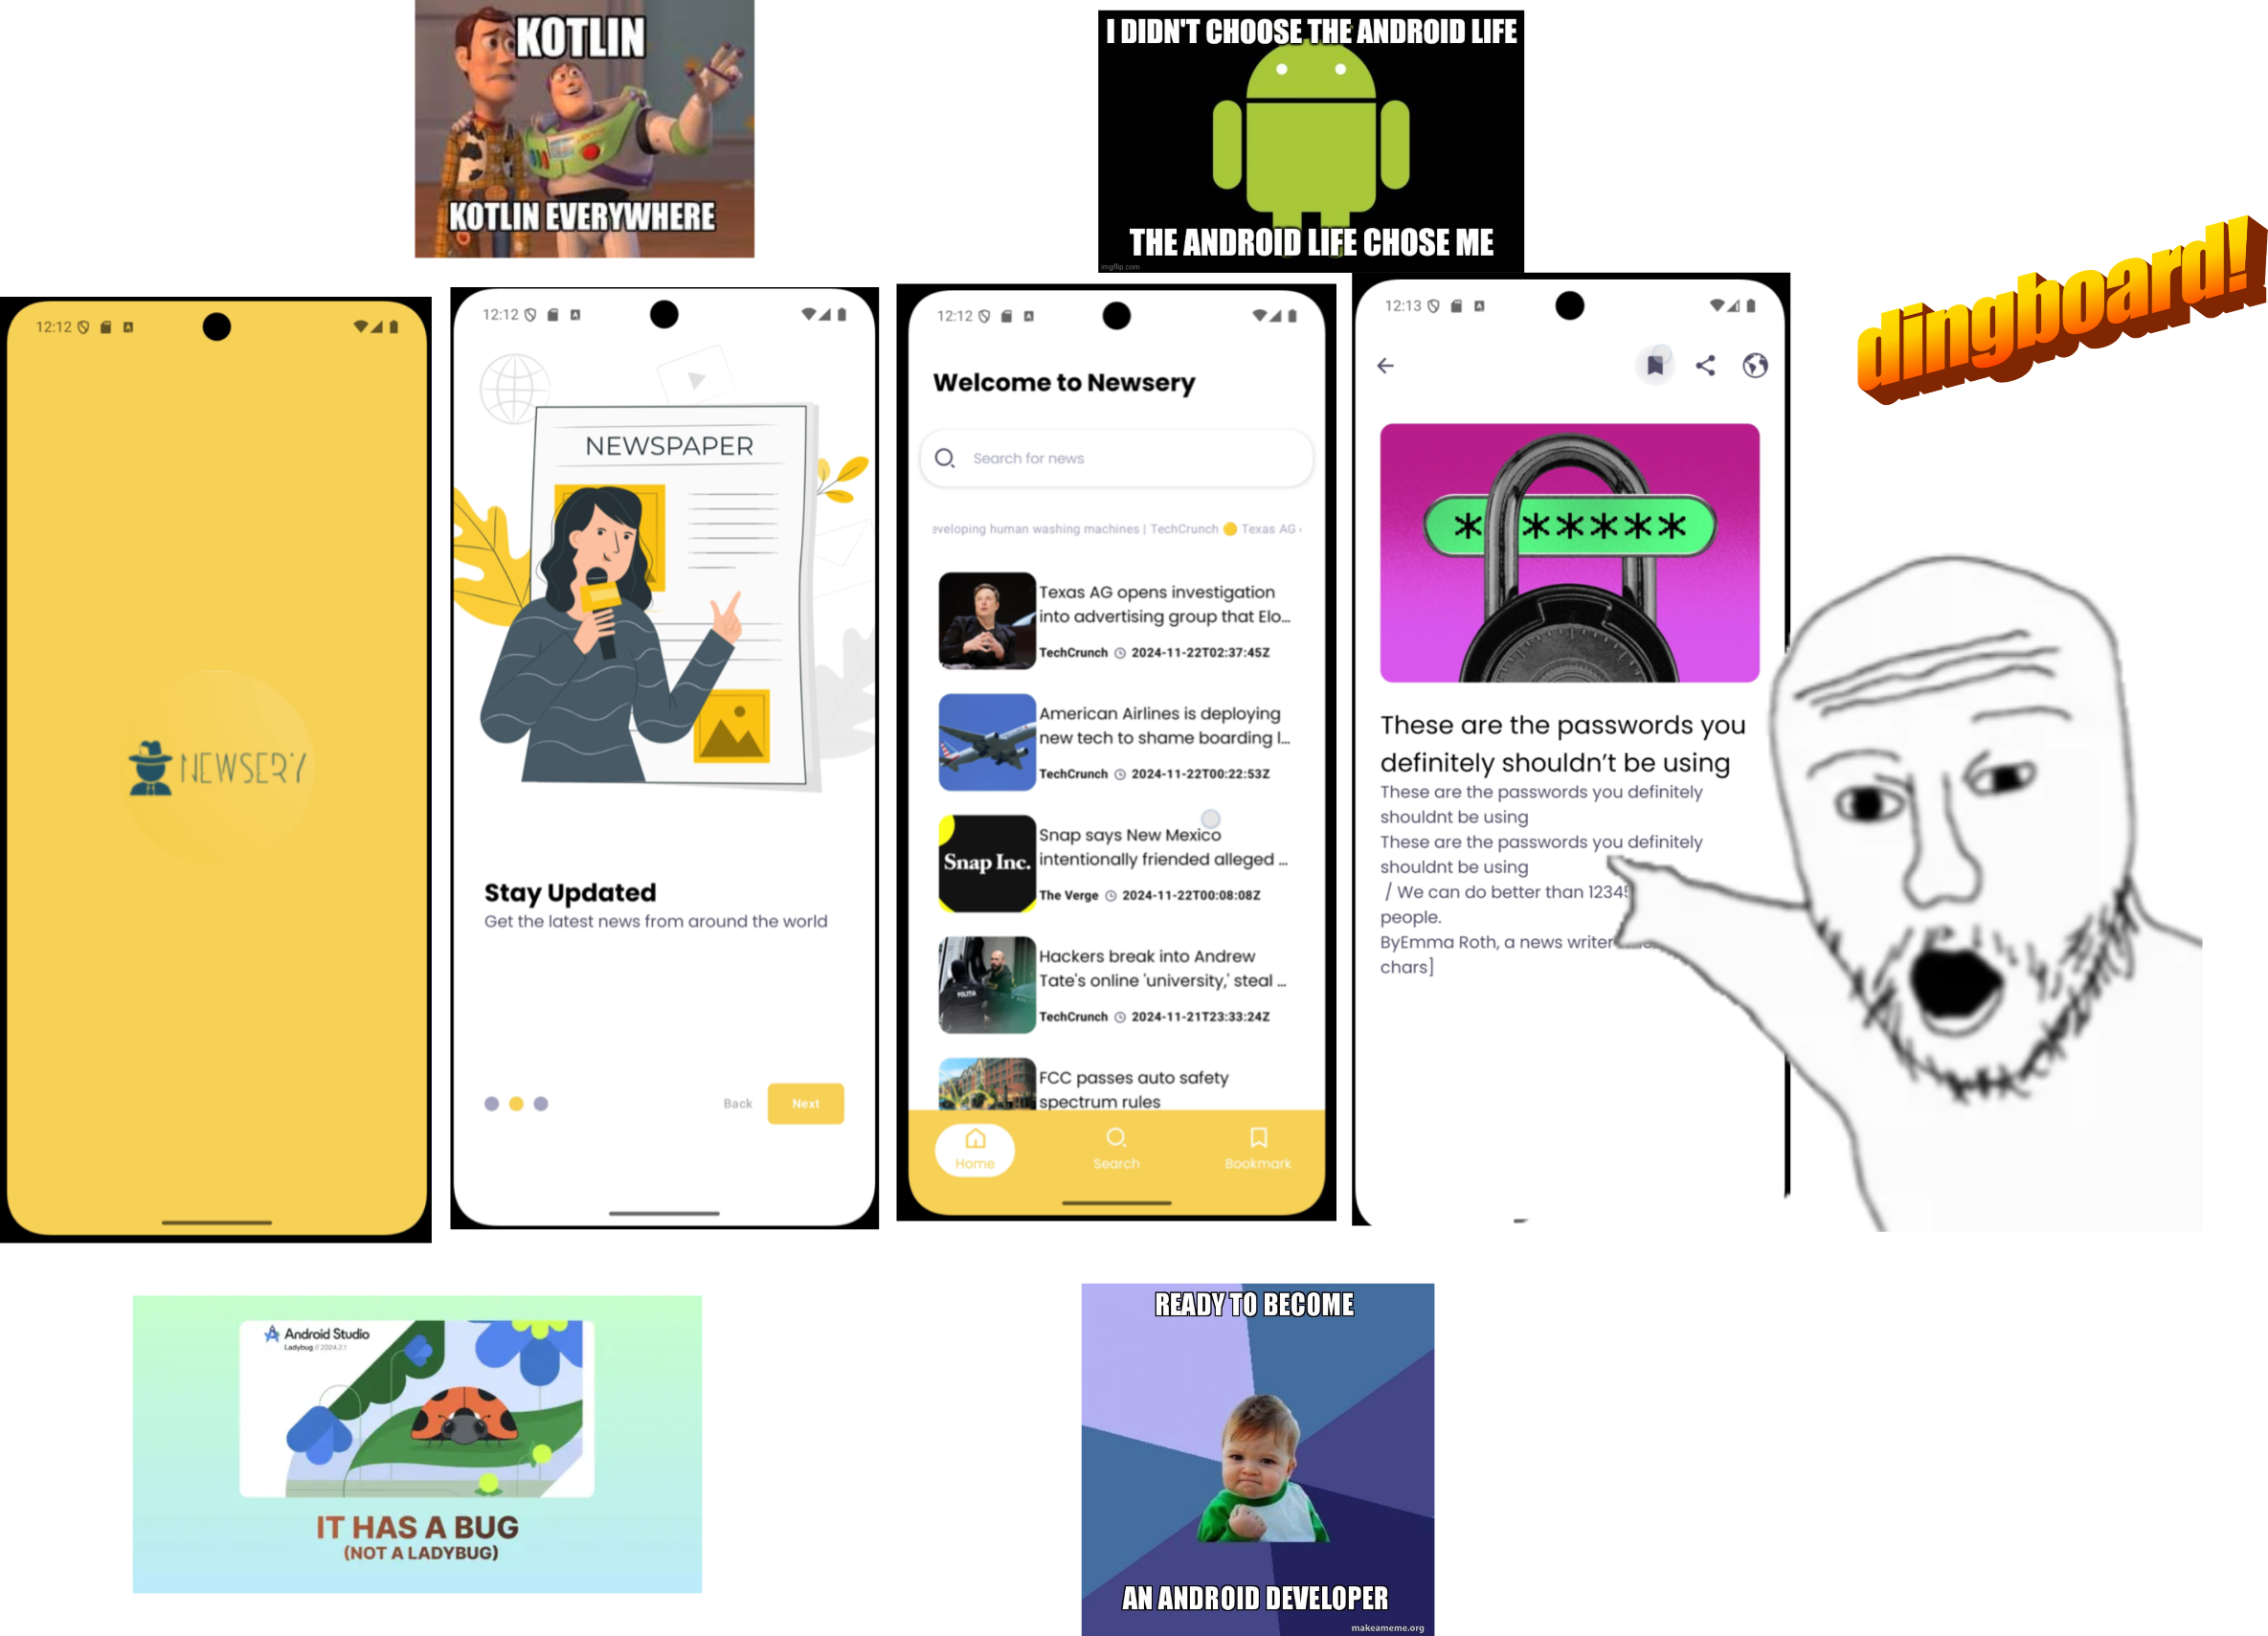 KOTLIN
KOTLIN EVERYWHERE
I DIDN'T CHOOSE THE ANDROID LIFE
THE ANDROID LIFE CHOSE ME
imgflip.com
dingboard!
12:12
NEWSERY
12:12
NEWSPAPER
Stay Updated
Get the latest news from around the world
Back
Next
12:12
Welcome to Newsery
Search for news
eveloping human washing machines | TechCrunch 🟡 Texas AG
Texas AG opens investigation
into advertising group that Elo...
TechCrunch 2024-11-22T02:37:45Z
American Airlines is deploying
new tech to shame boarding l...
TechCrunch 2024-11-22T00:22:53Z
Snap Inc.
Snap says New Mexico
intentionally friended alleged ...
The Verge 2024-11-22T00:08:08Z
POLITIA
Hackers break into Andrew
Tate's online 'university,' steal ...
TechCrunch 2024-11-21T23:33:24Z
FCC passes auto safety
spectrum rules
Home
Search
Bookmark
12:13
* * * * * *
These are the passwords you
definitely shouldn't be using
These are the passwords you definitely
shouldnt be using
These are the passwords you definitely
shouldnt be using
/ We can do better than 12345
people.
ByEmma Roth, a news writer
chars]
Android Studio
Ladybug // 2024.2.1
IT HAS A BUG
(NOT A LADYBUG)
READY TO BECOME
AN ANDROID DEVELOPER
makeameme.org